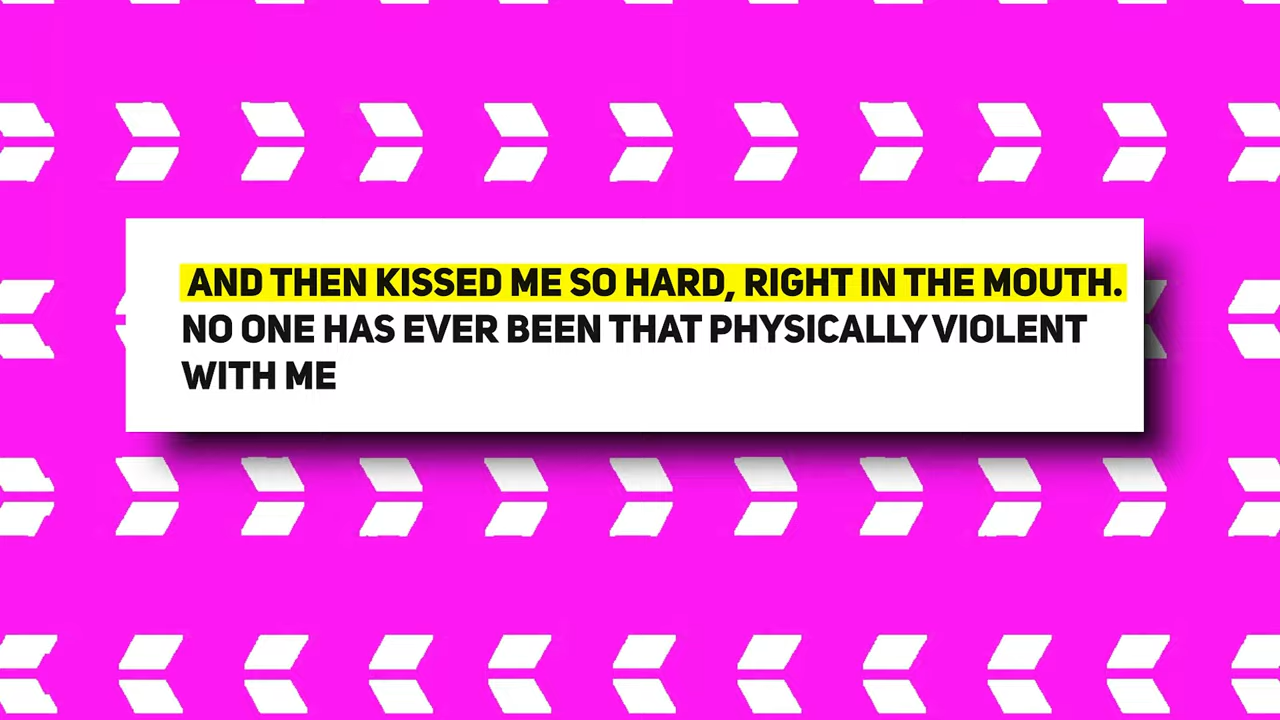 AND THEN KISSED ME SO HARD, RIGHT IN THE MOUTH.
NO ONE HAS EVER BEEN THAT PHYSICALLY VIOLENT
WITH ME